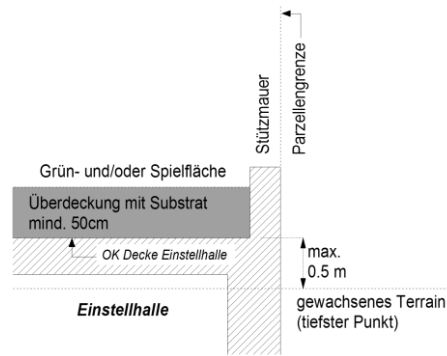 Stützmauer
Parzellengrenze
Grün- und/oder Spielfläche
Überdeckung mit Substrat
mind. 50cm
OK Decke Einstellhalle
max.
0.5 m
Einstellhalle
gewachsenes Terrain
(tiefster Punkt)